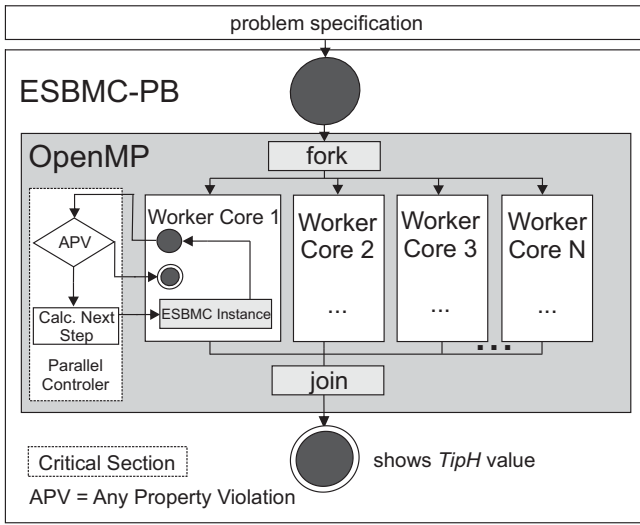 problem specification
ESBMC-PB
OpenMP
fork
Worker Core 1
APV
Calc. Next
Step
ESBMC Instance
Parallel
Controler
Worker
Core 2
...
Worker
Core 3
...
Worker
Core N
...
...
join
shows TipH value
Critical Section
APV = Any Property Violation